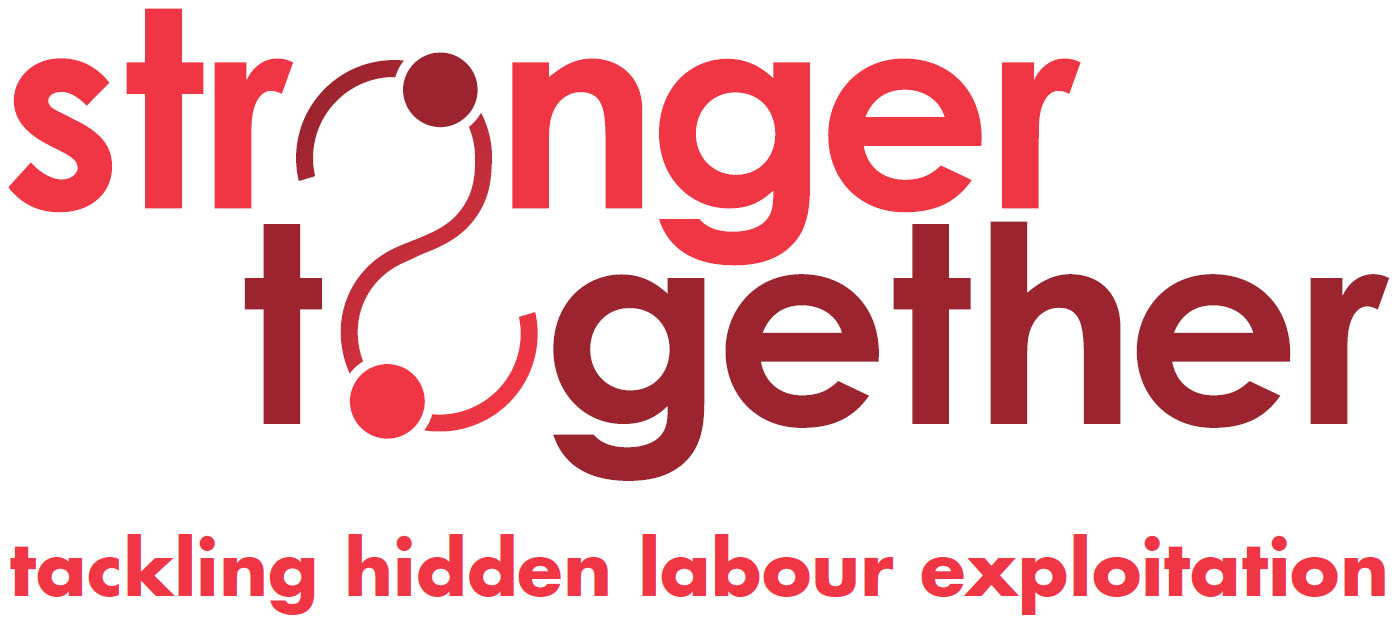 stronger
together
tackling hidden labour exploitation